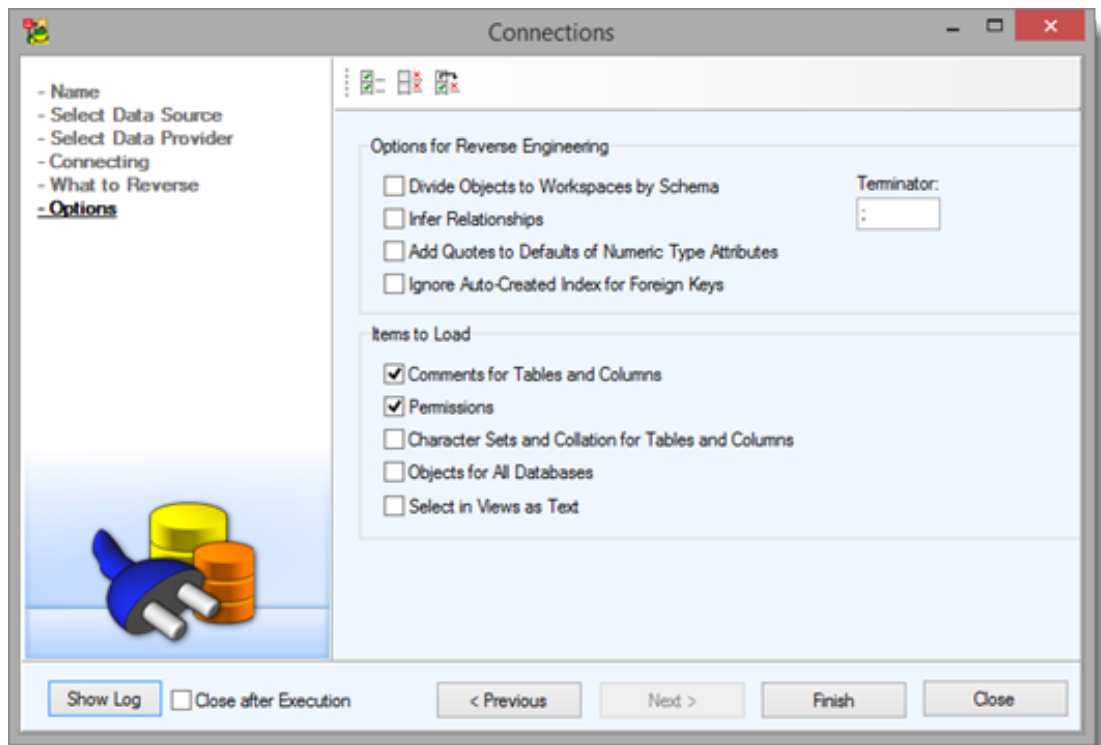 Connections
- Name
- Select Data Source
- Select Data Provider
- Connecting
- What to Reverse
- Options
Options for Reverse Engineering
Divide Objects to Workspaces by Schema
Terminator:
Infer Relationships
;
Add Quotes to Defaults of Numeric Type Attributes
Ignore Auto-Created Index for Foreign Keys
Items to Load
Comments for Tables and Columns
Permissions
Character Sets and Collation for Tables and Columns
Objects for All Databases
Select in Views as Text
Show Log
Close after Execution
< Previous
Next >
Finish
Close